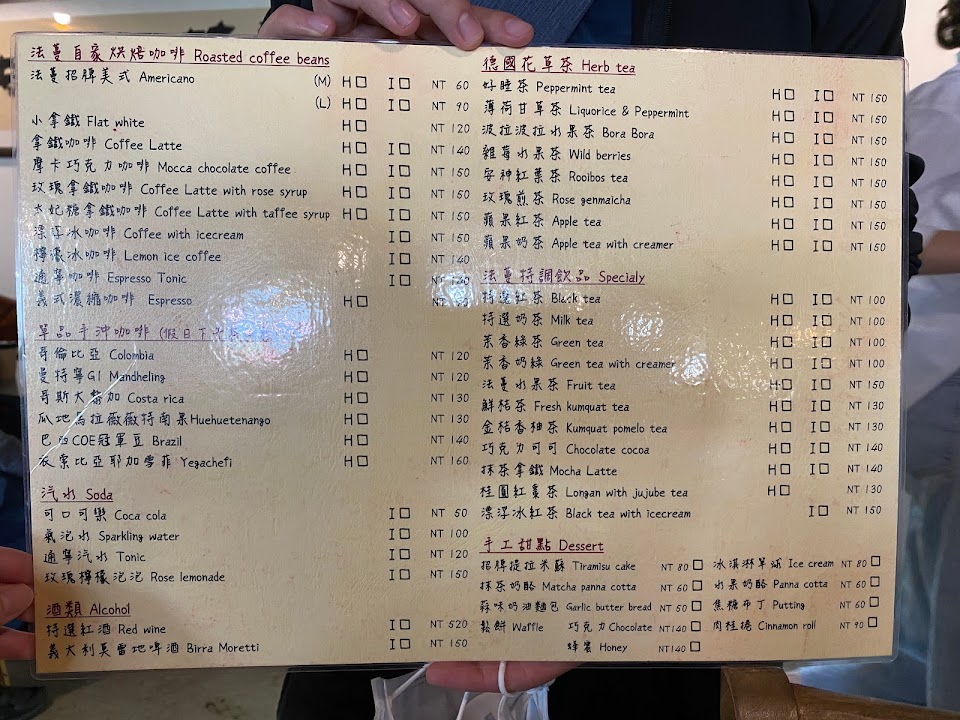 法蔓自家烘焙咖啡 Roasted coffee beans
法蔓招牌美式 Americano (M) H□ I□ NT 60
(L) H□ I□ NT 90
小拿鐵 Flat white H□ NT 120
拿鐵咖啡 Coffee Latte H□ I□ NT 140
摩卡巧克力咖啡 Mocca chocolate coffee H□ I□ NT 150
玫瑰拿鐵咖啡 Coffee Latte with rose syrup H□ I□ NT 150
太妃糖拿鐵咖啡 Coffee Latte with taffee syrup H□ I□ NT 150
漂浮冰咖啡 Coffee with icecream I□ NT 150
檸檬冰咖啡 Lemon ice coffee I□ NT 140
通寧咖啡 Espresso Tonic I□ NT
義式濃縮咖啡 Espresso H□ NT
單品手沖咖啡 (假日下午
哥倫比亞 Colombia H□ NT 120
曼特寧G1 Mandheling H□ NT 120
哥斯大黎加 Costa rica H□ NT 130
瓜地馬拉薇薇特南果 Huehuetenango H□ NT 130
巴西COE冠軍豆 Brazil H□ NT 140
衣索比亞耶加雪菲 Yegachefi H□ NT 160
汽水 Soda
可口可樂 Coca cola I□ NT 50
氣泡水 Sparkling water I□ NT 100
通寧汽水 Tonic I□ NT 120
玫瑰檸檬泡泡 Rose lemonade I□ NT 150
酒類 Alcohol
特選紅酒 Red wine I□ NT 520
義大利莫雷地啤酒 Birra Moretti I□ NT 150
德國花草茶 Herb tea
好睡茶 Peppermint tea H□ I□ NT 150
薄荷甘草茶 Liquorice & Peppermint H□ I□ NT 150
波拉波拉水果茶 Bora Bora H□ I□ NT 150
雜莓水果茶 Wild berries H□ I□ NT 150
安神紅葉茶 Rooibos tea H□ I□ NT 150
玫瑰煎茶 Rose genmaicha H□ I□ NT 150
蘋果紅茶 Apple tea H□ I□ NT 150
蘋果奶茶 Apple tea with creamer H□ I□ NT 150
法蔓特調飲品 Specialy
特選紅茶 Black tea H□ I□ NT 100
特選奶茶 Milk tea H□ I□ NT 100
茉香綠茶 Green tea H□ I□ NT 100
茉香奶綠 Green tea with creamer H□ I□ NT 100
法蔓水果茶 Fruit tea H□ I□ NT 150
鮮桔茶 Fresh kumquat tea H□ I□ NT 130
金桔香柚茶 Kumquat pomelo tea H□ I□ NT 130
巧克力可可 Chocolate cocoa H□ I□ NT 140
抹茶拿鐵 Mocha Latte H□ I□ NT 140
桂圓紅棗茶 Longan with jujube tea H□ NT 130
漂浮冰紅茶 Black tea with icecream I□ NT 150
手工甜點 Dessert
招牌提拉米蘇 Tiramisu cake NT 80 □ 冰淇淋單球 Ice cream NT 80 □
抹茶奶酪 Matcha panna cotta NT 60 □ 水果奶酪 Panna cotta NT 60 □
蒜味奶油麵包 Garlic butter bread NT 50 □ 焦糖布丁 Putting NT 60 □
鬆餅 Waffle 巧克力 Chocolate NT 140 □ 肉桂捲 Cinnamon roll NT 90 □
蜂蜜 Honey NT 140 □